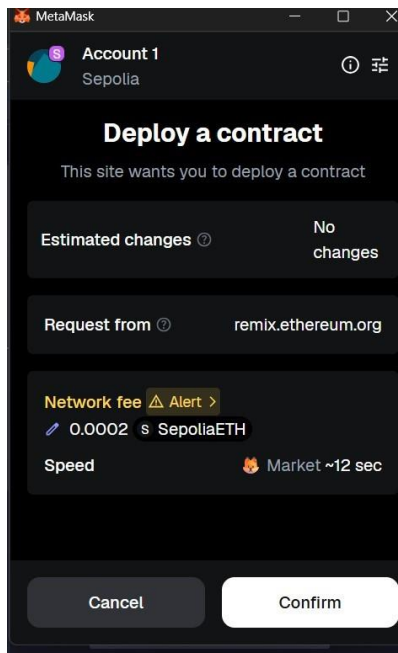 MetaMask
S
Account 1
Sepolia
Deploy a contract
This site wants you to deploy a contract
Estimated changes ? No
changes
Request from ? remix.ethereum.org
Network fee Alert >
0.0002 S SepoliaETH
Speed Market ~12 sec
Cancel Confirm